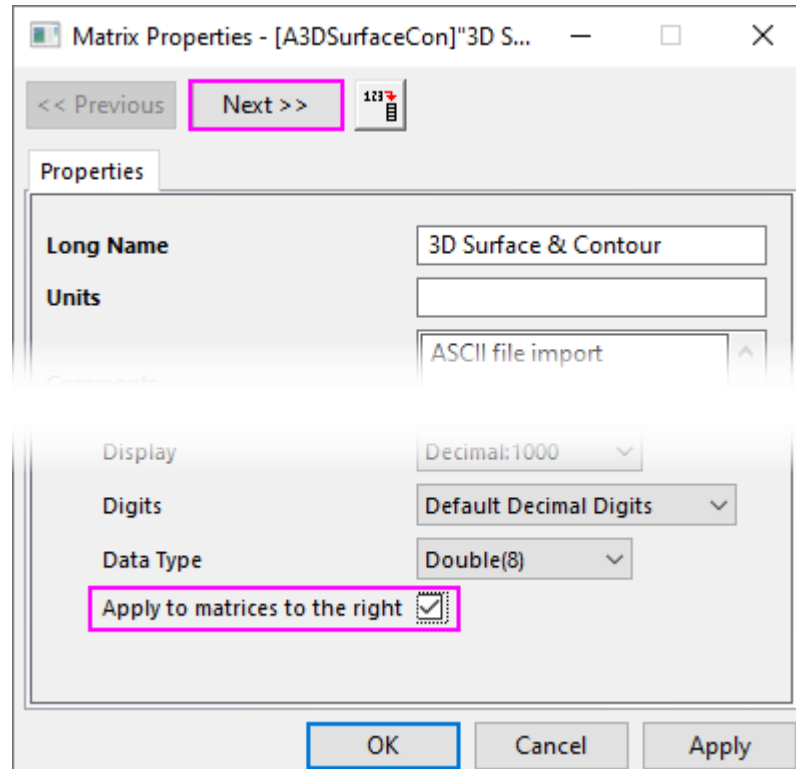 Matrix Properties - [A3DSurfaceCon]"3D S...
<< Previous Next >> 123
Properties
Long Name 3D Surface & Contour
Units
ASCII file import
Comments
Display Decimal:1000
Digits Default Decimal Digits
Data Type Double(8)
Apply to matrices to the right
OK Cancel Apply